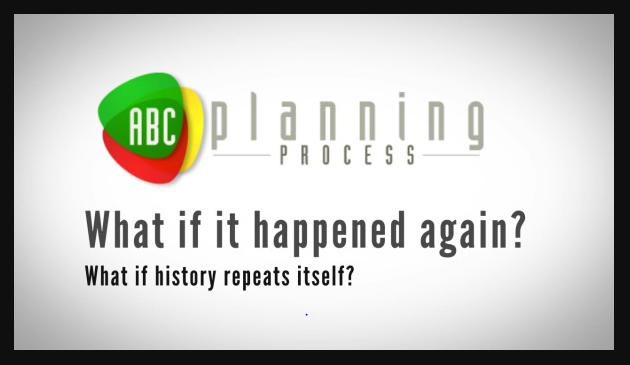 ABC planning
PROCESS
What if it happened again?
What if history repeats itself?